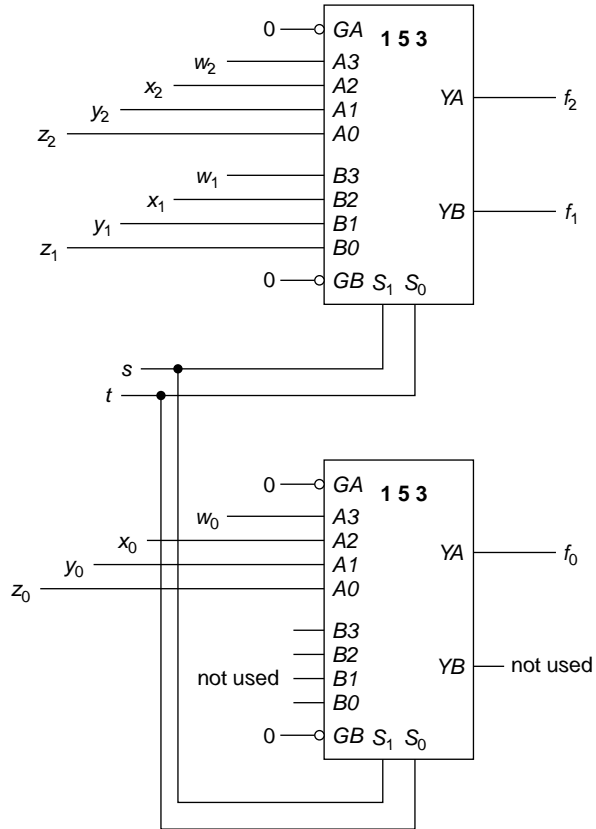 0 GA 1 5 3
w₂ A3
x₂ A2 YA f₂
y₂ A1
z₂ A0
w₁ B3
x₁ B2 YB f₁
y₁ B1
z₁ B0
0 GB S₁ S₀
s
t
0 GA 1 5 3
w₀ A3
x₀ A2 YA f₀
y₀ A1
z₀ A0
B3
B2 YB not used
not used B1
B0
0 GB S₁ S₀